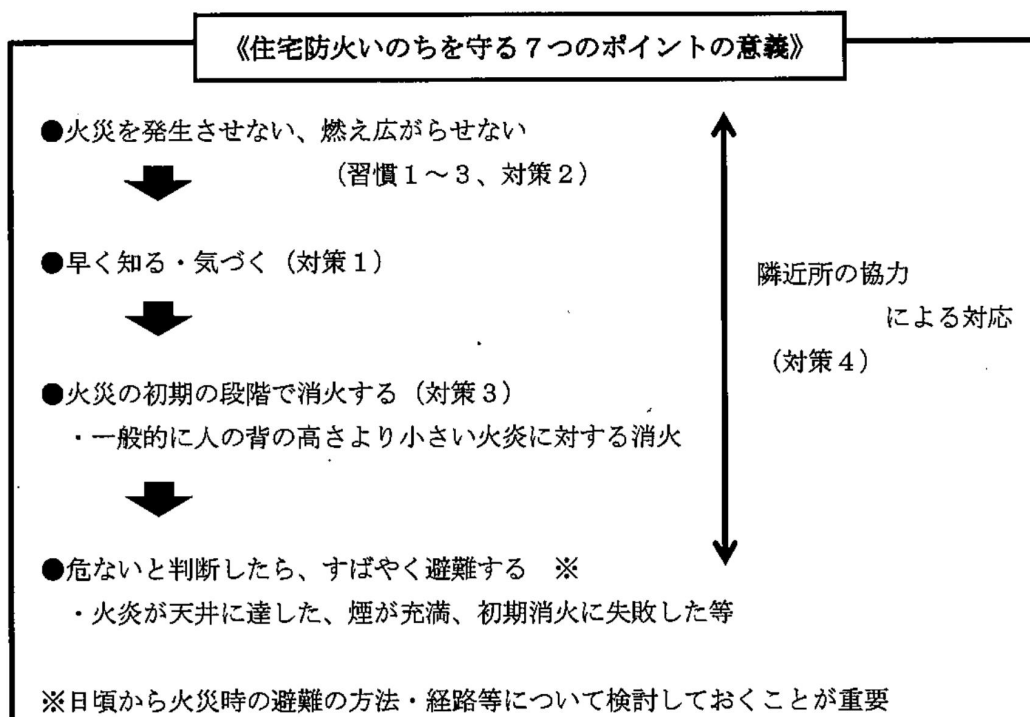 《住宅防火いのちを守る７つのポイントの意義》
●火災を発生させない、燃え広がらせない
（習慣１～３、対策２）
●早く知る・気づく（対策１）
隣近所の協力
による対応
（対策４）
●火災の初期の段階で消火する（対策３）
・一般的に人の背の高さより小さい火炎に対する消火
●危ないと判断したら、すばやく避難する　※
・火炎が天井に達した、煙が充満、初期消火に失敗した等
※日頃から火災時の避難の方法・経路等について検討しておくことが重要